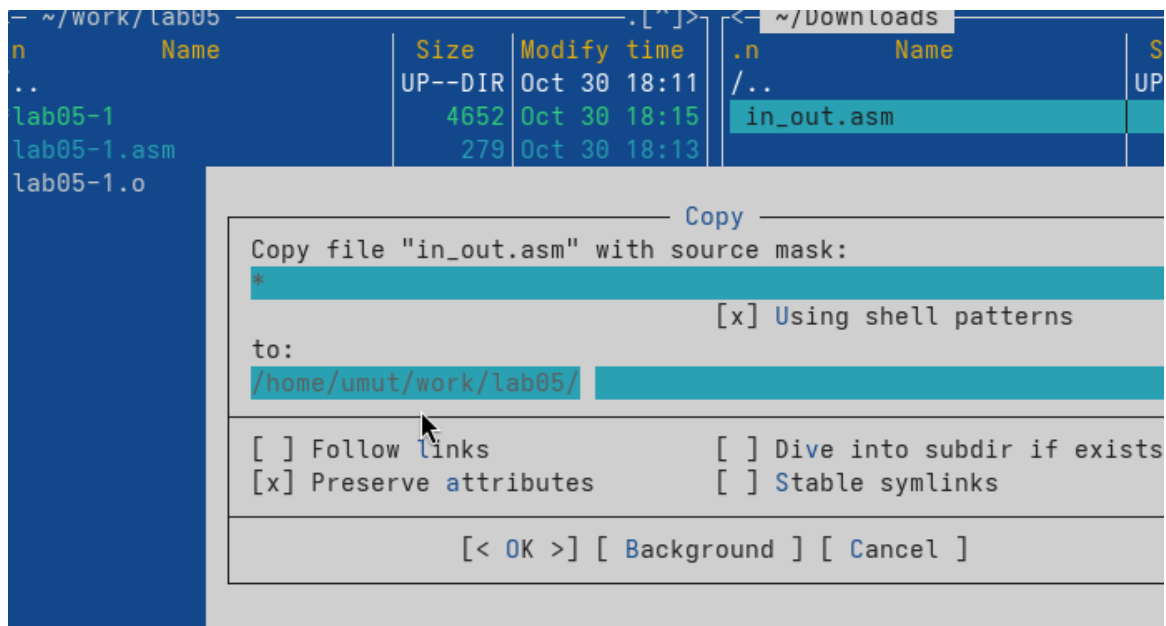 ~/work/lab05 .[^]> <- ~/Downloads
n Name Size Modify time .n Name S
.. UP--DIR Oct 30 18:11 /.. UP
lab05-1 4652 Oct 30 18:15 in_out.asm
lab05-1.asm 279 Oct 30 18:13
lab05-1.o
Copy
Copy file "in_out.asm" with source mask:
*
[x] Using shell patterns
to:
/home/umut/work/lab05/
[ ] Follow links [ ] Dive into subdir if exists
[x] Preserve attributes [ ] Stable symlinks
[< OK >] [ Background ] [ Cancel ]